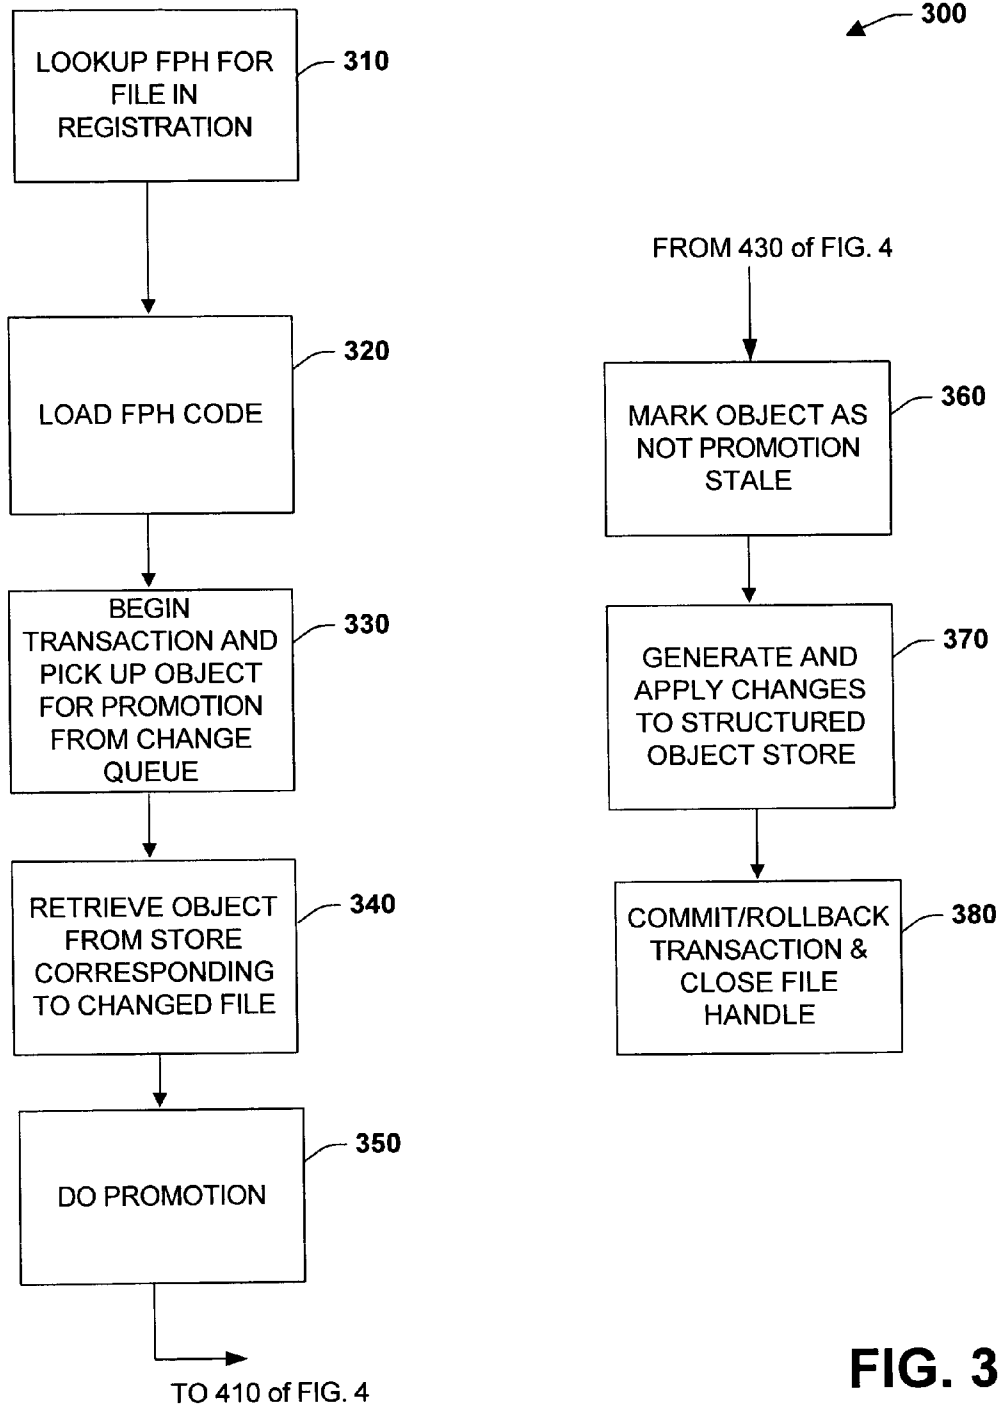 300
LOOKUP FPH FOR
FILE IN
REGISTRATION
310
LOAD FPH CODE
320
BEGIN
TRANSACTION AND
PICK UP OBJECT
FOR PROMOTION
FROM CHANGE
QUEUE
330
RETRIEVE OBJECT
FROM STORE
CORRESPONDING
TO CHANGED FILE
340
DO PROMOTION
350
TO 410 of FIG. 4
FROM 430 of FIG. 4
MARK OBJECT AS
NOT PROMOTION
STALE
360
GENERATE AND
APPLY CHANGES
TO STRUCTURED
OBJECT STORE
370
COMMIT/ROLLBACK
TRANSACTION &
CLOSE FILE
HANDLE
380
FIG. 3